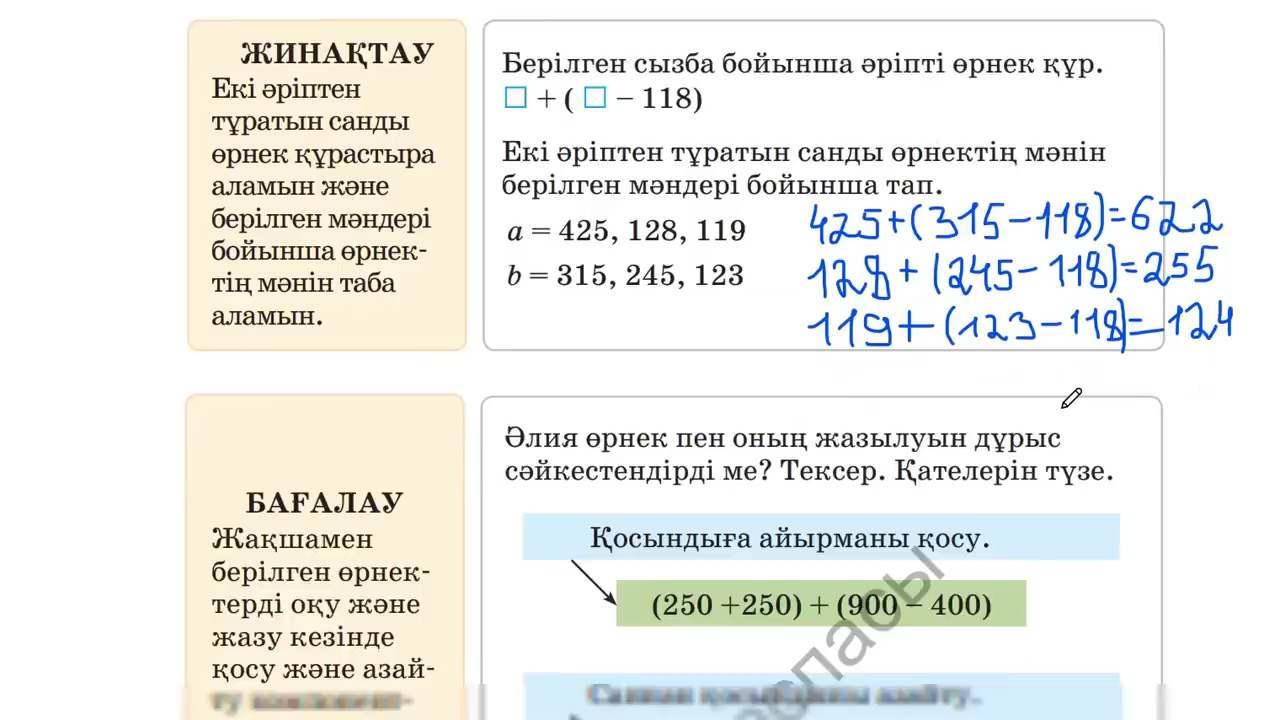 ЖИНАҚТАУ
Екі әріптен
тұратын санды
өрнек құрастыра
аламын және
берілген мәндері
бойынша өрнек-
тің мәнін таба
аламын.
Берілген сызба бойынша әріпті өрнек құр.
□ + ( □ − 118)
Екі әріптен тұратын санды өрнектің мәнін
берілген мәндері бойынша тап.
a = 425, 128, 119
b = 315, 245, 123
425+(315−118)=622
128+(245−118)=255
119+(123−118)=124
БАҒАЛАУ
Жақшамен
берілген өрнек-
терді оқу және
жазу кезінде
қосу және азай-
Әлия өрнек пен оның жазылуын дұрыс
сәйкестендірді ме? Тексер. Қателерін түзе.
Қосындыға айырманы қосу.
(250 +250) + (900 − 400)